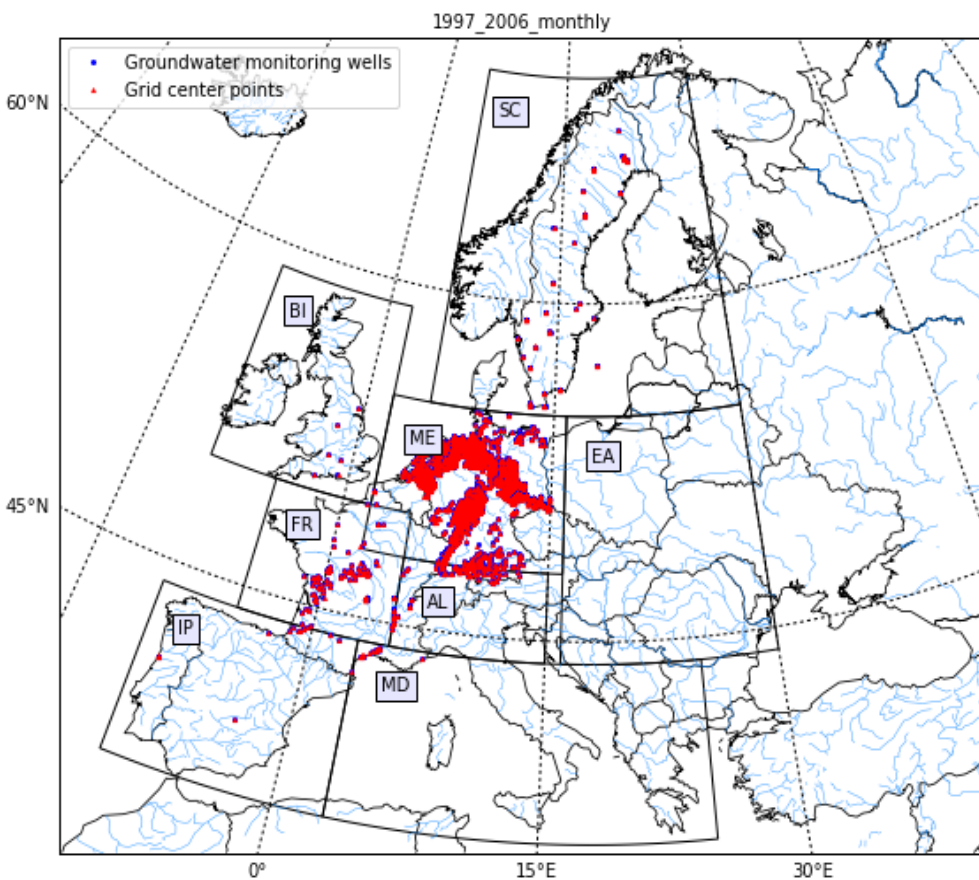 1997_2006_monthly
Groundwater monitoring wells
Grid center points
60°N
SC
BI
ME
EA
45°N
FR
AL
IP
MD
0°
15°E
30°E